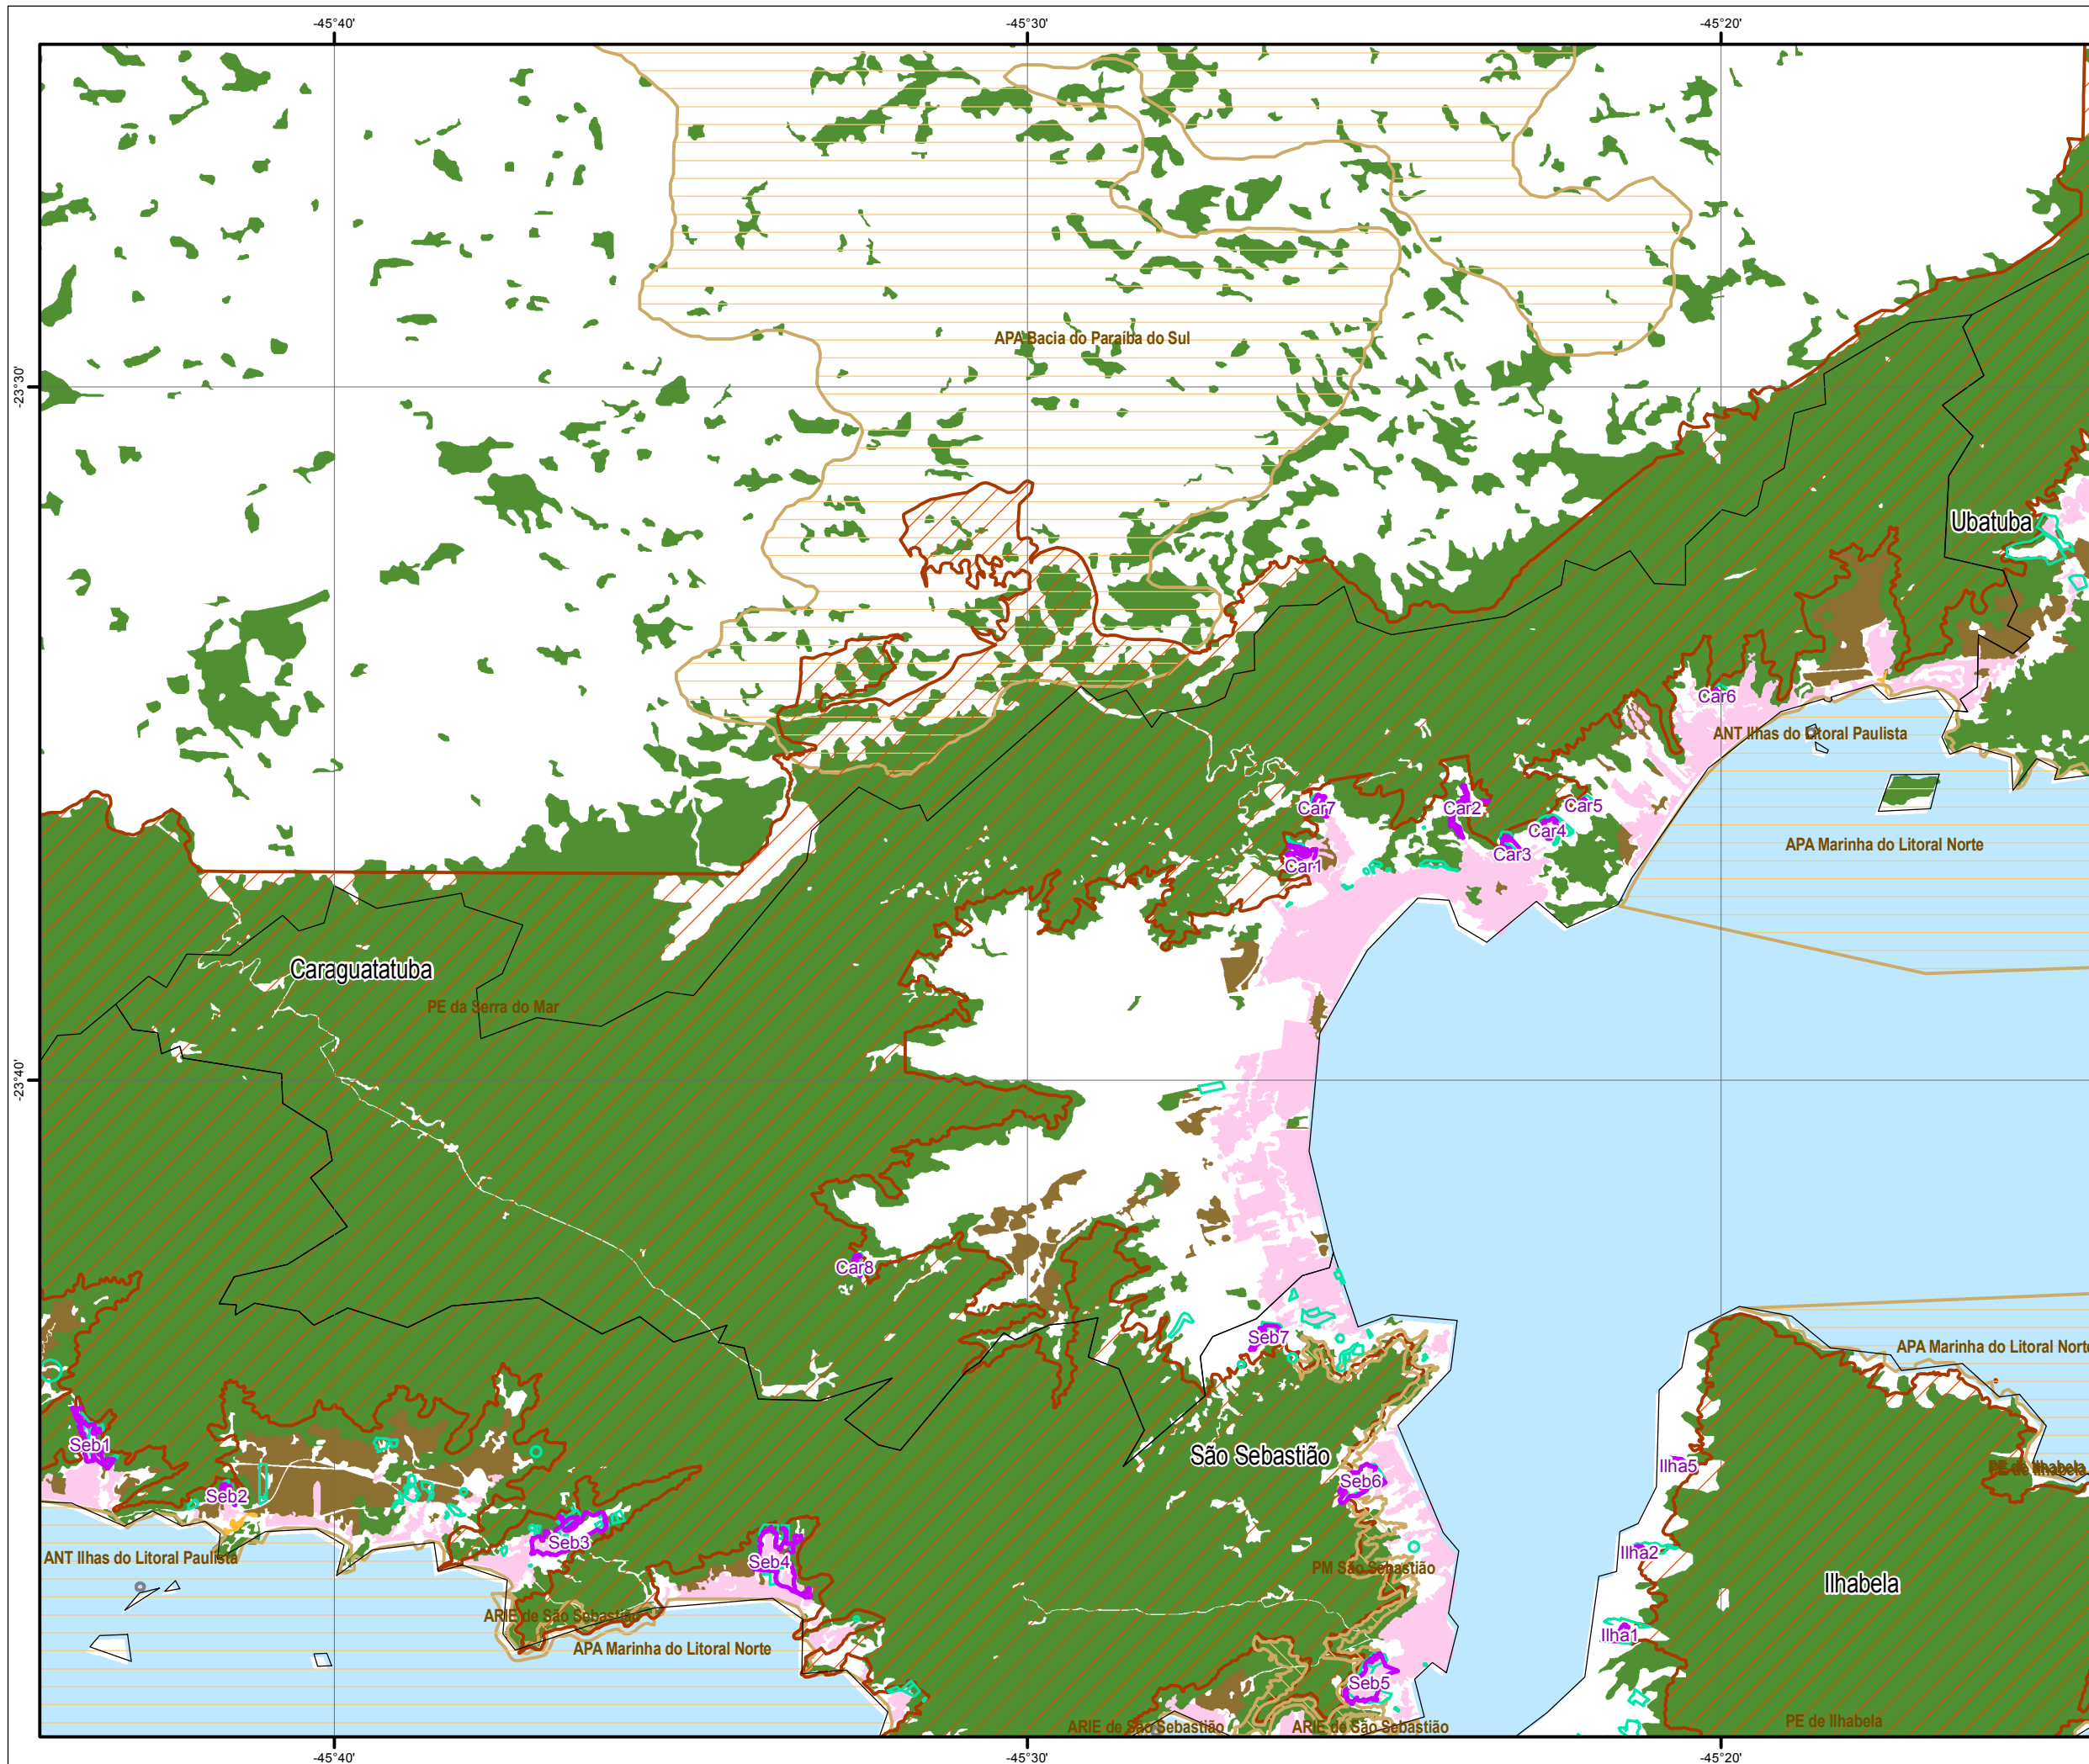 -45°40'
-45°30'
-45°20'
APA Bacia do Paraíba do Sul
-23°30'
Ubatuba
Car6
ANT Ilhas do Litoral Paulista
Car7
Car2
Car5
Car4
Car3
Car1
APA Marinha do Litoral Norte
Caraguatatuba
PE da Serra do Mar
-23°40'
Car8
Seb7
APA Marinha do Litoral Norte
Seb1
São Sebastião
Ilha5
PE de Ilhabela
Seb6
Seb2
Seb3
Ilha2
ANT Ilhas do Litoral Paulista
Seb4
PM São Sebastião
Ilhabela
ARIE de São Sebastião
Ilha1
APA Marinha do Litoral Norte
Seb5
ARIE de São Sebastião
ARIE de São Sebastião
PE de Ilhabela
-45°40'
-45°30'
-45°20'